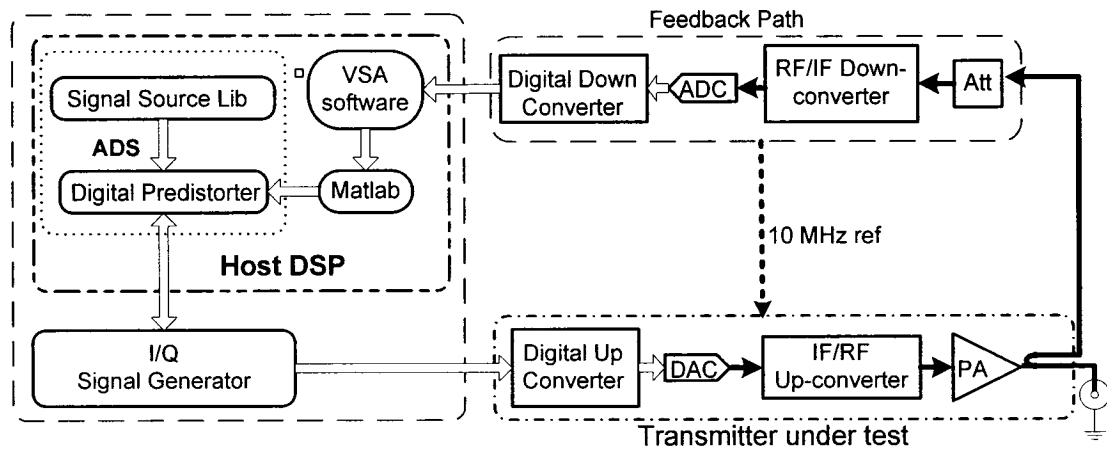 Feedback Path
Signal Source Lib
VSA
software
Digital Down
Converter
ADC
RF/IF Down-
converter
Att
ADS
Digital Predistorter
Matlab
10 MHz ref
Host DSP
I/Q
Signal Generator
Digital Up
Converter
DAC
IF/RF
Up-converter
PA
Transmitter under test